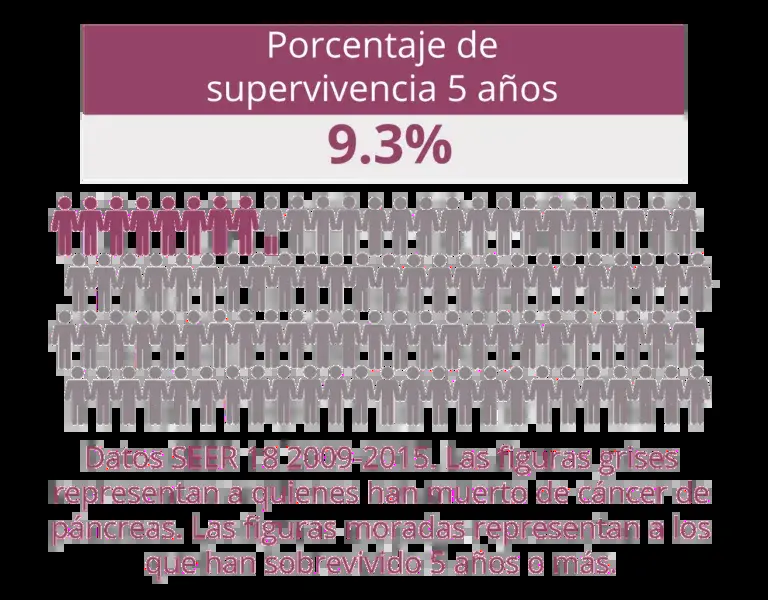 Porcentaje de
supervivencia 5 años
9.3%
Datos SEER 18 2009-2015. Las figuras grises
representan a quienes han muerto de cáncer de
páncreas. Las figuras moradas representan a los
que han sobrevivido 5 años o más.